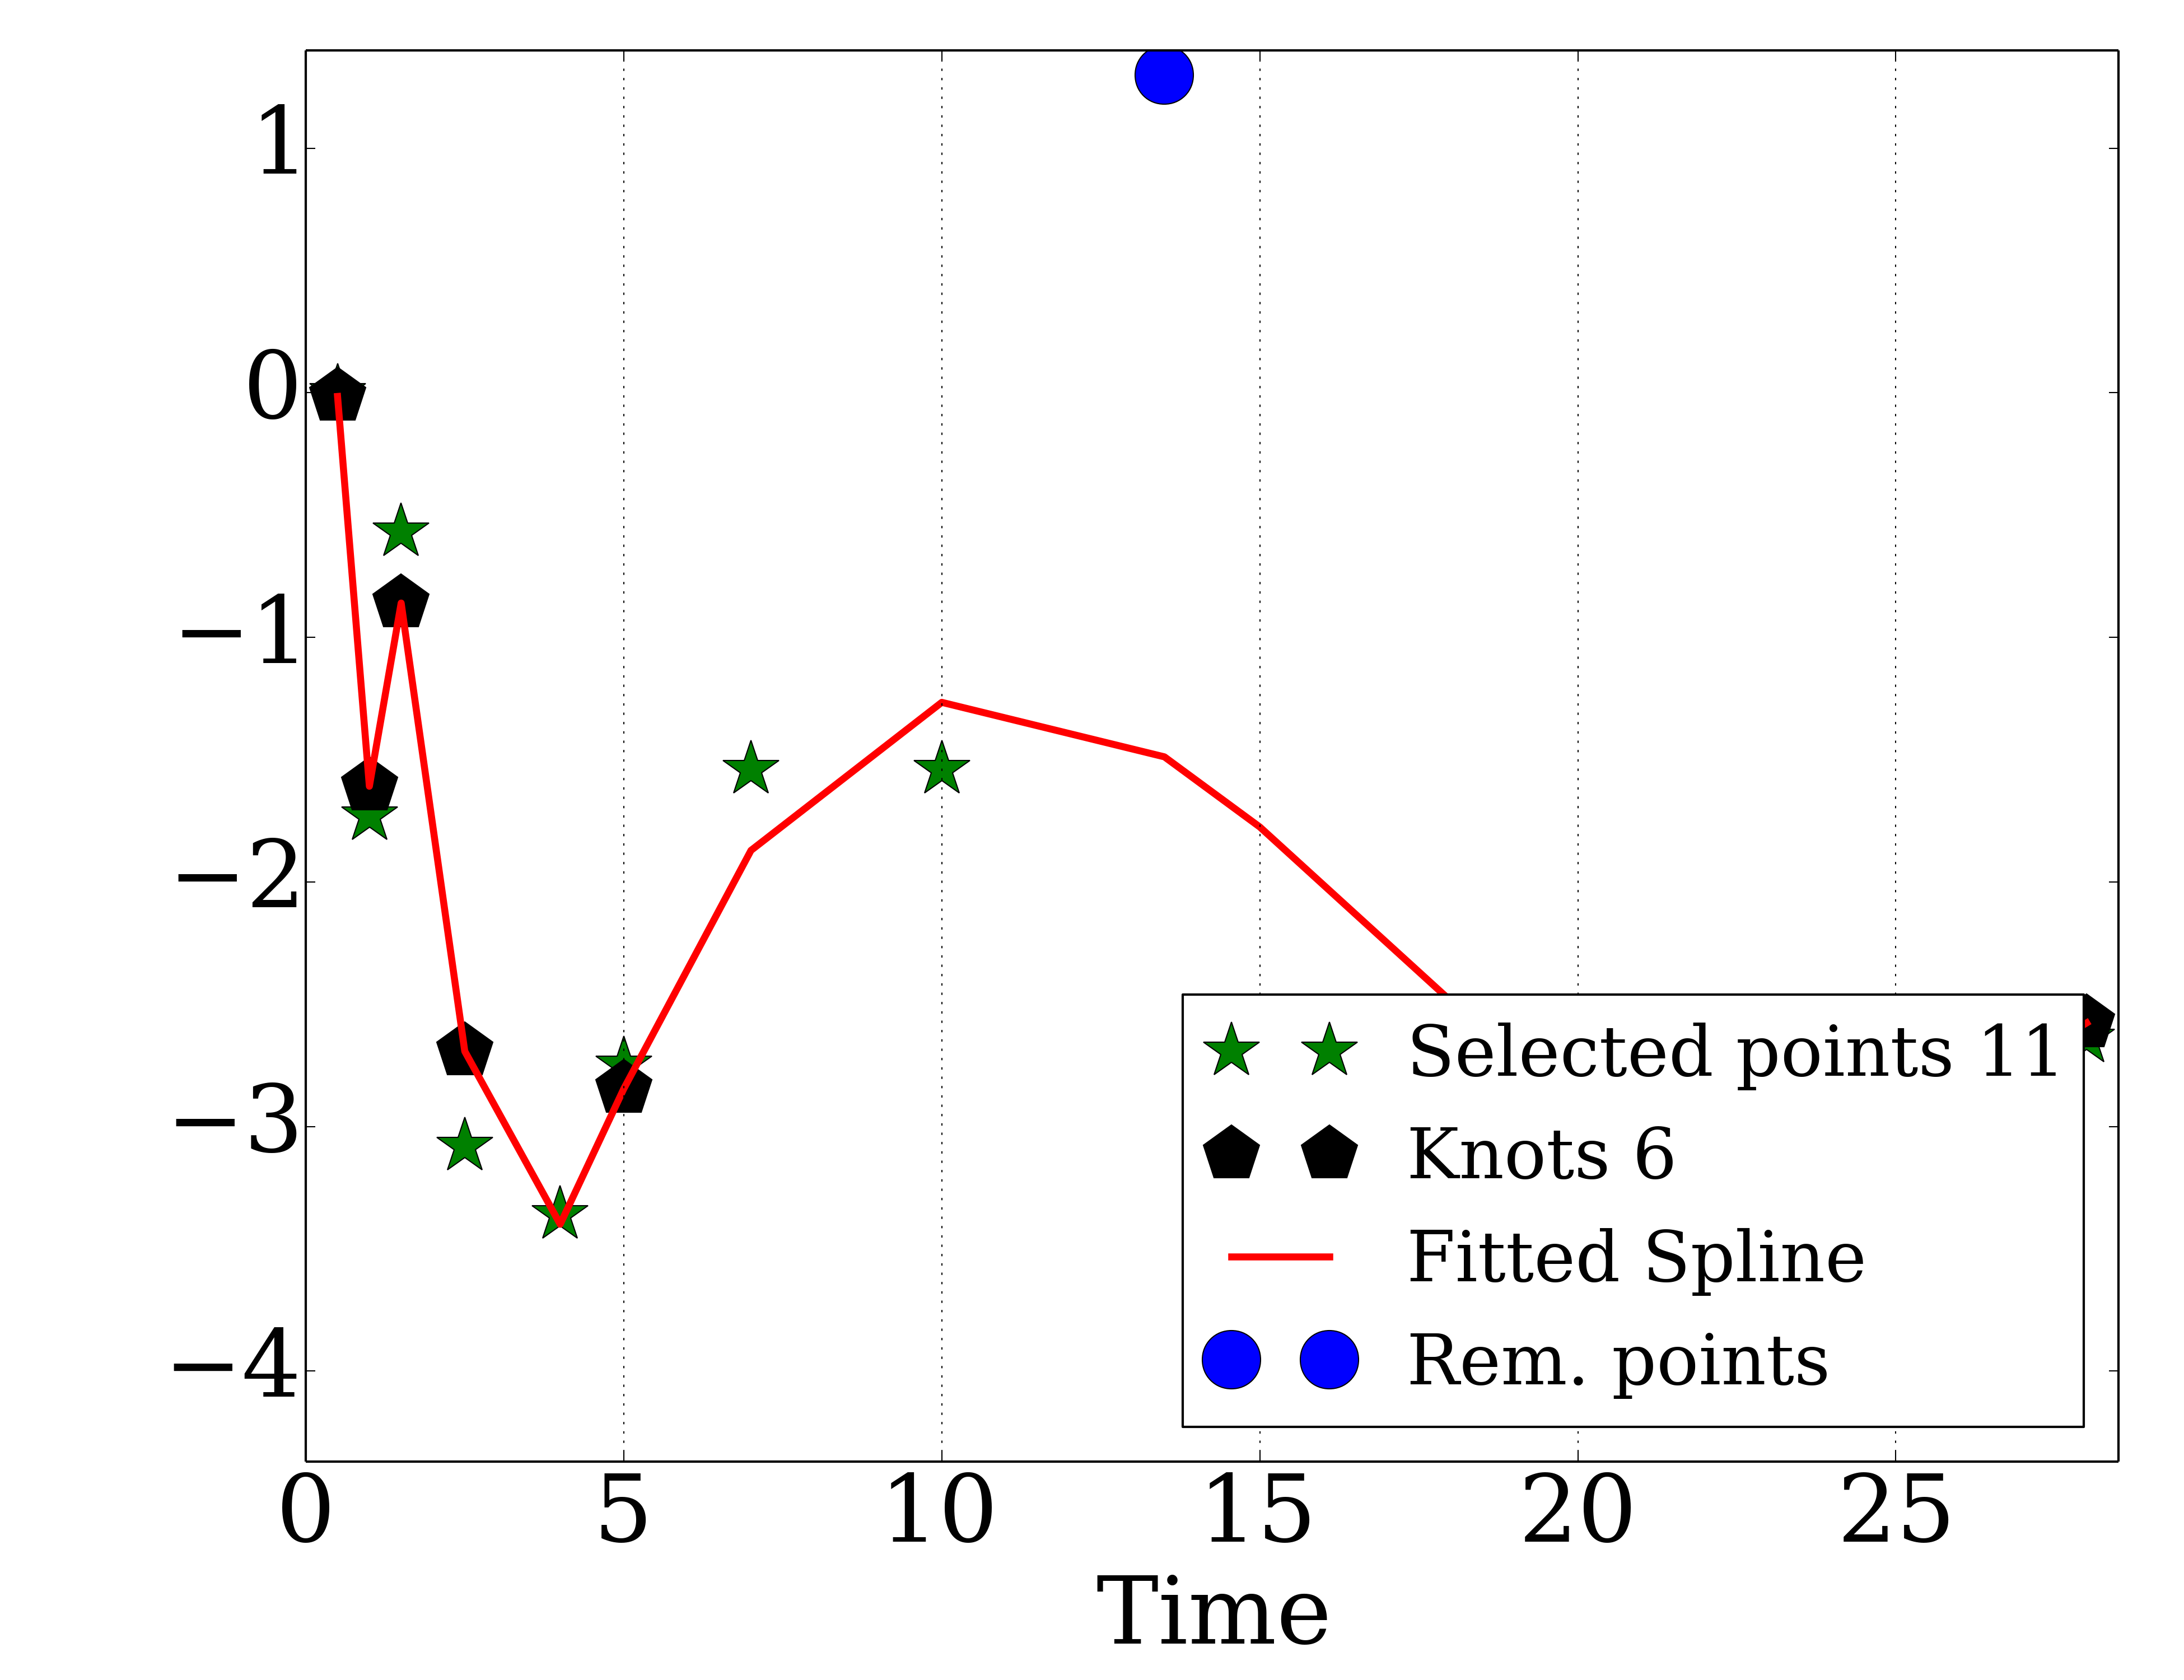 1
0
−1
−2
−3
−4
Selected points 11
Knots 6
Fitted Spline
Rem. points
0 5 10 15 20 25
Time